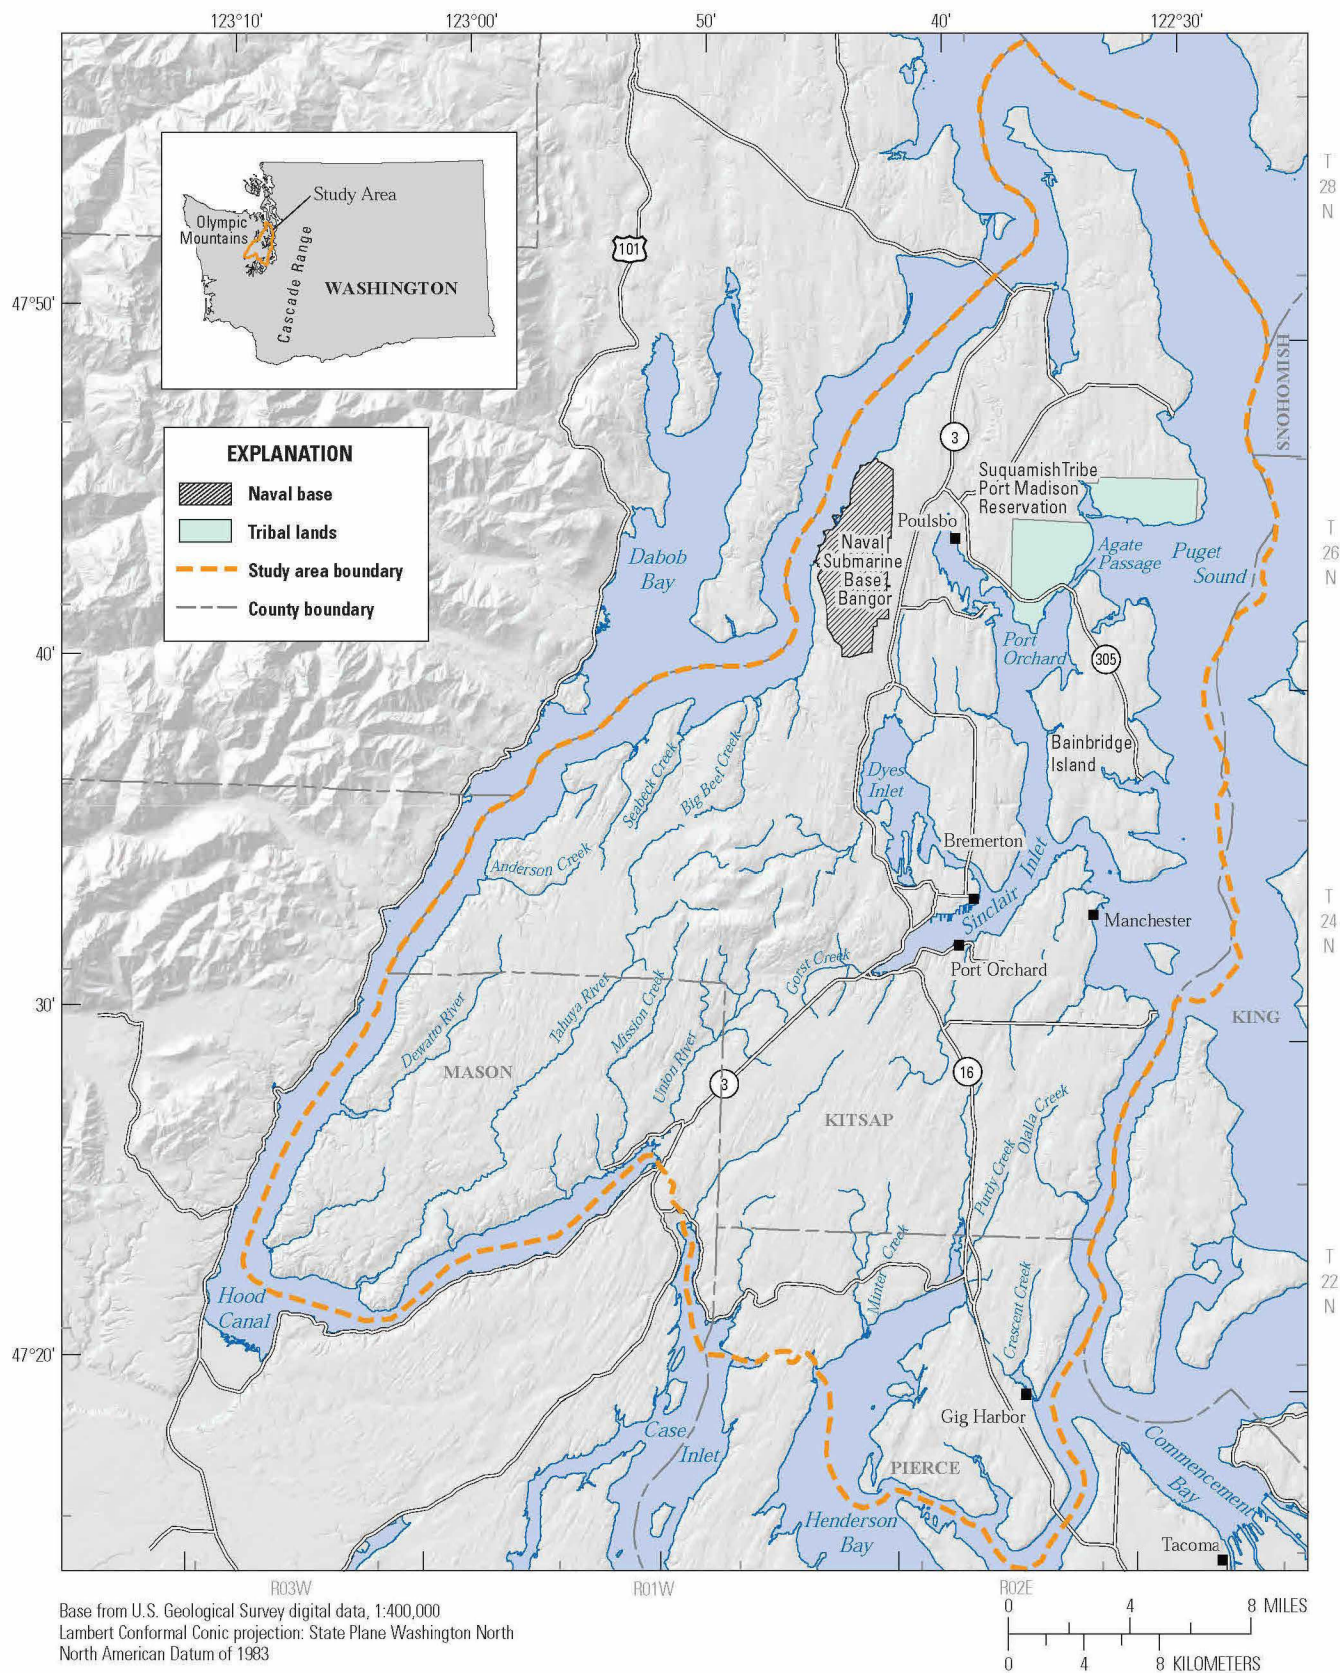 123°10'
123°00'
50'
40'
122°30'
T
28
N
Study Area
Olympic
Mountains
Cascade Range
WASHINGTON
101
47°50'
SNOHOMISH
EXPLANATION
Naval base
Tribal lands
Study area boundary
County boundary
3
Suquamish Tribe
Port Madison
Reservation
Poulsbo
Naval
Submarine
Base
Bangor
Agate
Passage
Puget
Sound
T
26
N
Dabob
Bay
Port
Orchard
305
40'
Bainbridge
Island
Dyes
Inlet
Seabeck Creek
Big Beef Creek
Anderson Creek
Bremerton
Sinclair Inlet
Manchester
T
24
N
Port Orchard
Gorst Creek
30'
Dewatto River
Tahuya River
Mission Creek
Union River
KING
MASON
3
16
KITSAP
Olalla Creek
Purdy Creek
Minter Creek
Crescent Creek
T
22
N
Hood
Canal
47°20'
Gig Harbor
Case
Inlet
PIERCE
Commencement
Bay
Henderson
Bay
Tacoma
R03W
R01W
R02E
Base from U.S. Geological Survey digital data, 1:400,000
Lambert Conformal Conic projection: State Plane Washington North
North American Datum of 1983
0 4 8 MILES
0 4 8 KILOMETERS